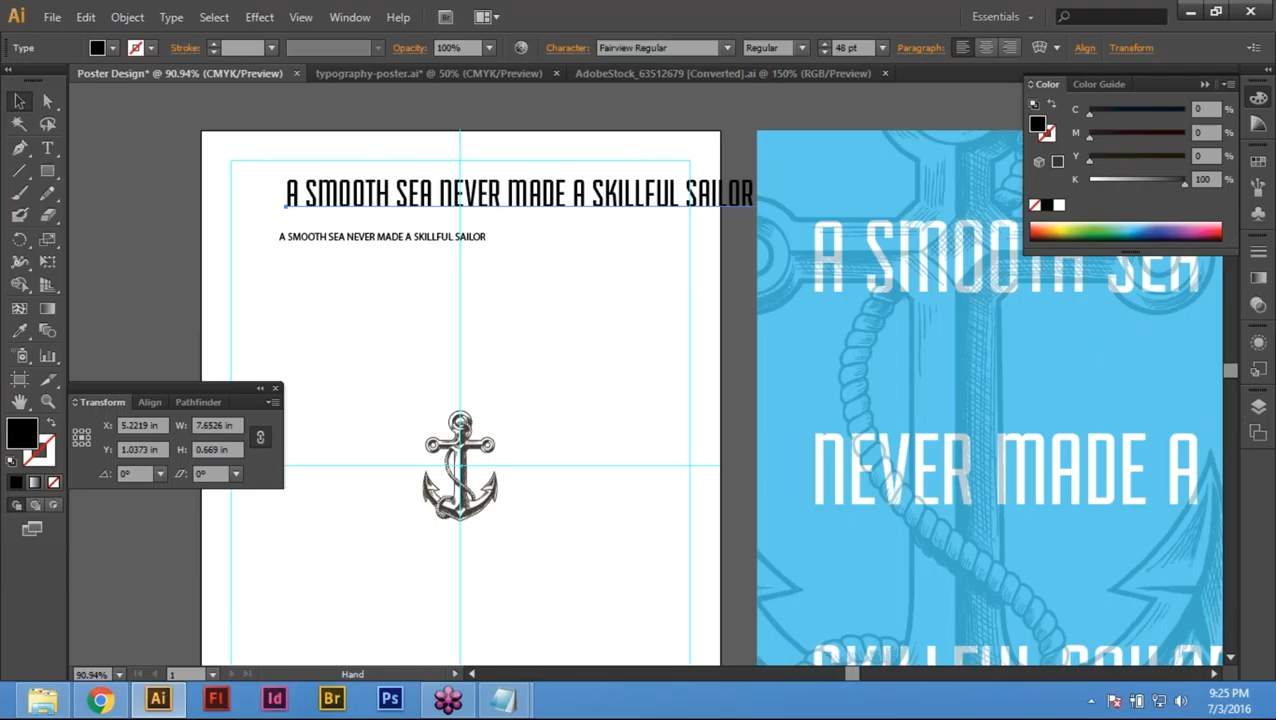 Ai File Edit Object Type Select Effect View Window Help Br Essentials
Type Stroke: Opacity: 100% Character: Fairview Regular Regular 48 pt Paragraph: Align Transform
Poster Design* @ 90.94% (CMYK/Preview) × typography-poster.ai* @ 50% (CMYK/Preview) × AdobeStock_63512679 [Converted].ai @ 150% (RGB/Preview) ×
Color Color Guide
C 0 %
M 0 %
Y 0 %
K 100 %
A SMOOTH SEA NEVER MADE A SKILLFUL SAILOR
A SMOOTH SEA NEVER MADE A SKILLFUL SAILOR
A SMOOTH SEA
NEVER MADE A
SKILLFUL SAILOR
Transform Align Pathfinder
X: 5.2219 in W: 7.6526 in
Y: 1.0373 in H: 0.669 in
0° 0°
90.94% 1 Hand
Ai Fl Id Br Ps
9:25 PM
7/3/2016